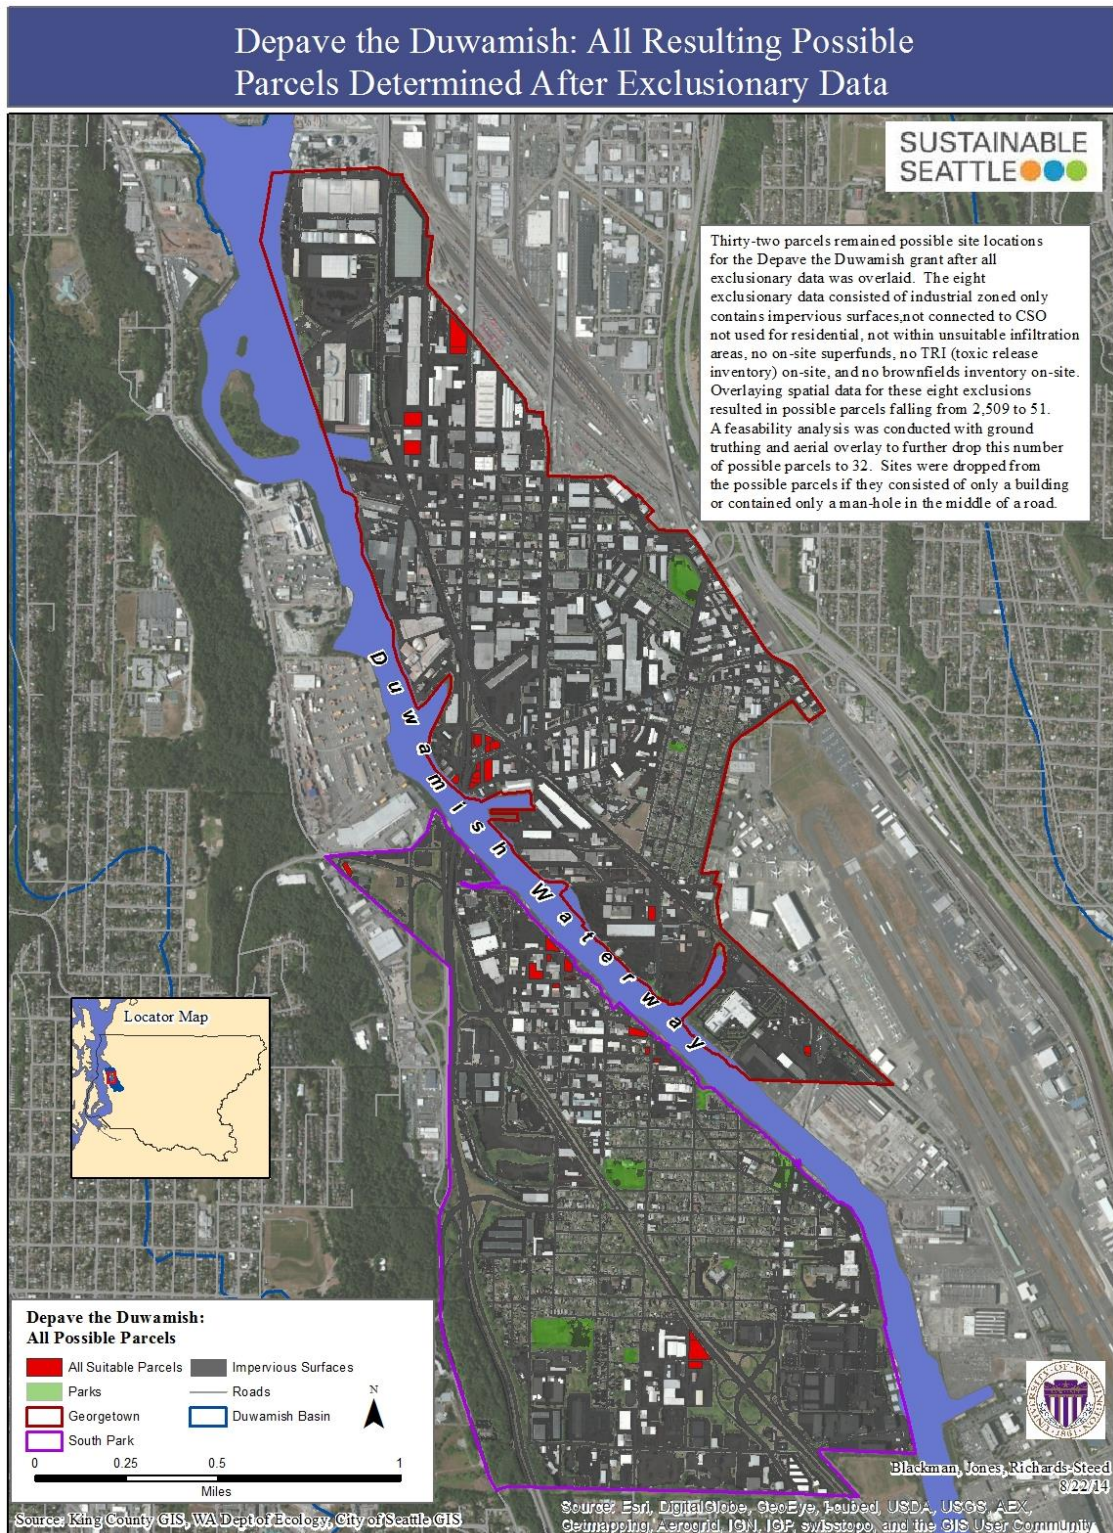 Depave the Duwamish: All Resulting Possible
Parcels Determined After Exclusionary Data
SUSTAINABLE
SEATTLE
Thirty-two parcels remained possible site locations
for the Depave the Duwamish grant after all
exclusionary data was overlaid. The eight
exclusionary data consisted of industrial zoned only
contains impervious surfaces,not connected to CSO
not used for residential, not within unsuitable infiltration
areas, no on-site superfunds, no TRI (toxic release
inventory) on-site, and no brownfields inventory on-site.
Overlaying spatial data for these eight exclusions
resulted in possible parcels falling from 2,509 to 51.
A feasability analysis was conducted with ground
truthing and aerial overlay to further drop this number
of possible parcels to 32. Sites were dropped from
the possible parcels if they consisted of only a building
or contained only a man-hole in the middle of a road.
Duwamish Waterway
Locator Map
Depave the Duwamish:
All Possible Parcels
All Suitable Parcels
Impervious Surfaces
Parks
Roads
Georgetown
Duwamish Basin
South Park
N
0 0.25 0.5 1
Miles
UNIVERSITY OF WASHINGTON
1861
Blackman, Jones, Richards-Steed
8/22/14
Source: King County GIS, WA Dept of Ecology, City of Seattle GIS
Source: Esri, DigitalGlobe, GeoEye, i-cubed, USDA, USGS, AEX,
Getmapping, Aerogrid, IGN, IGP, swisstopo, and the GIS User Community